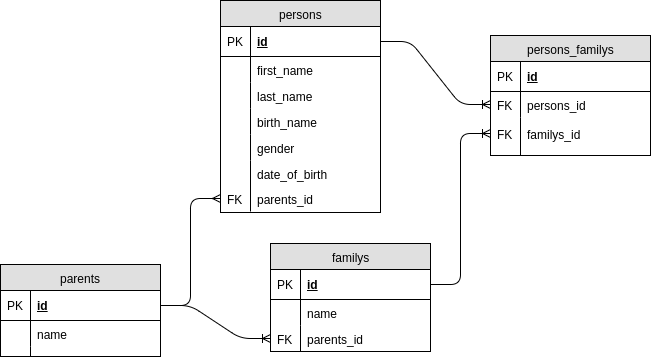 persons
PK id
first_name
last_name
birth_name
gender
date_of_birth
FK parents_id
persons_familys
PK id
FK persons_id
FK familys_id
parents
PK id
name
familys
PK id
name
FK parents_id